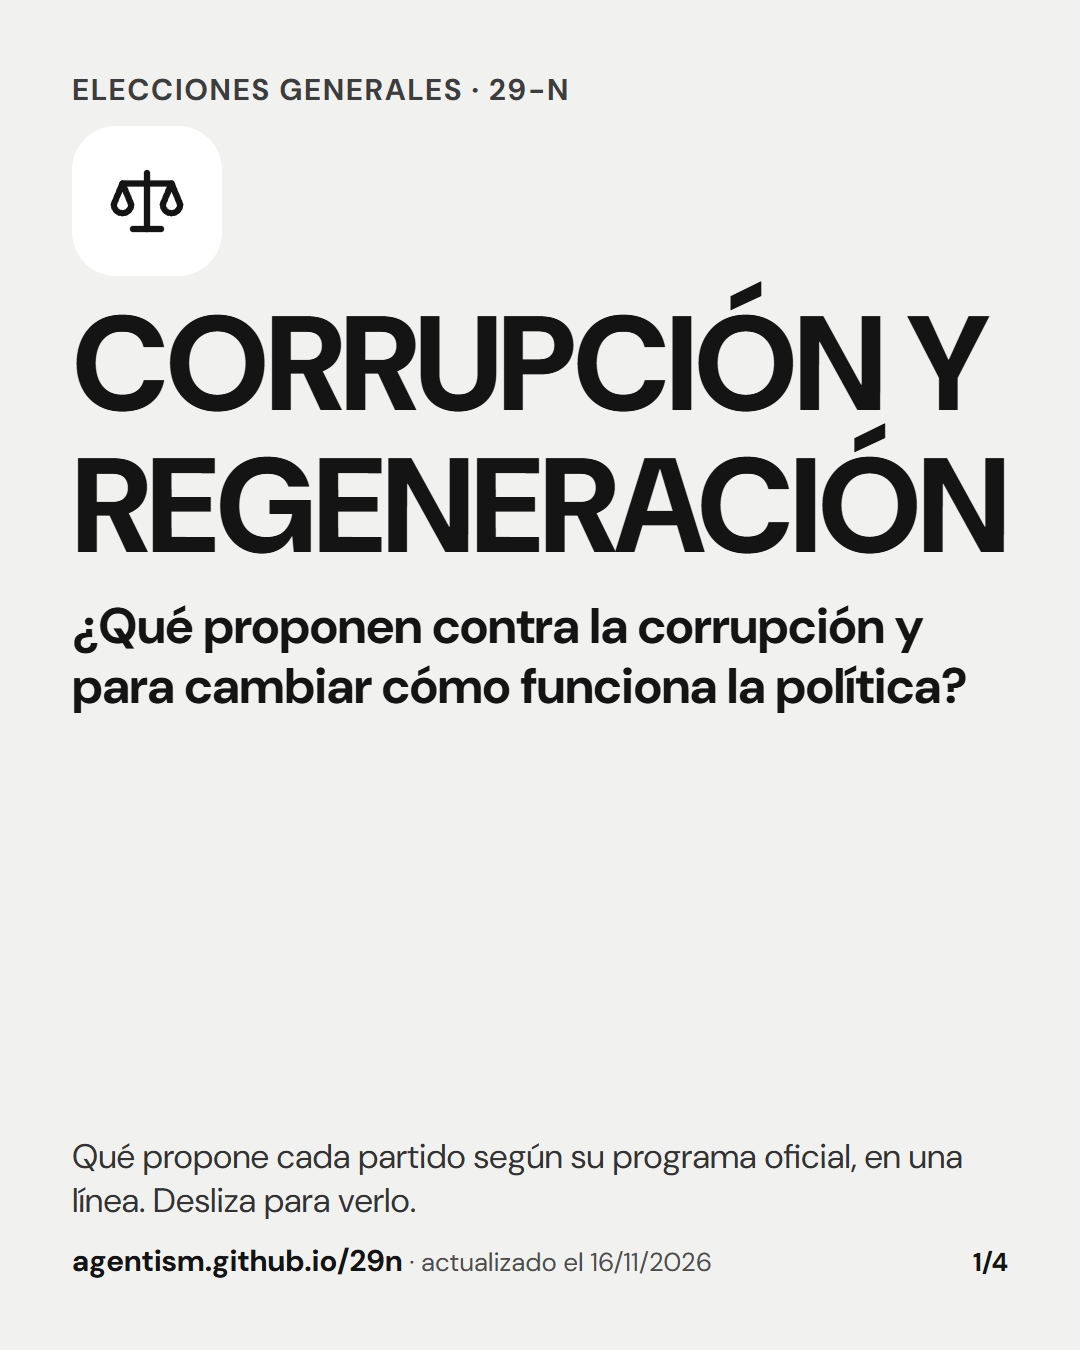 ELECCIONES GENERALES · 29-N
CORRUPCIÓN Y
REGENERACIÓN
¿Qué proponen contra la corrupción y
para cambiar cómo funciona la política?
Qué propone cada partido según su programa oficial, en una
línea. Desliza para verlo.
agentism.github.io/29n · actualizado el 16/11/2026 1/4